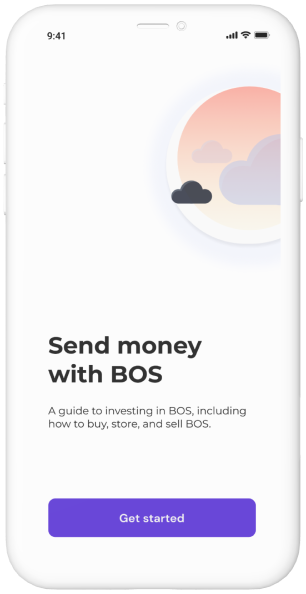 9:41
Send money
with BOS
A guide to investing in BOS, including
how to buy, store, and sell BOS.
Get started